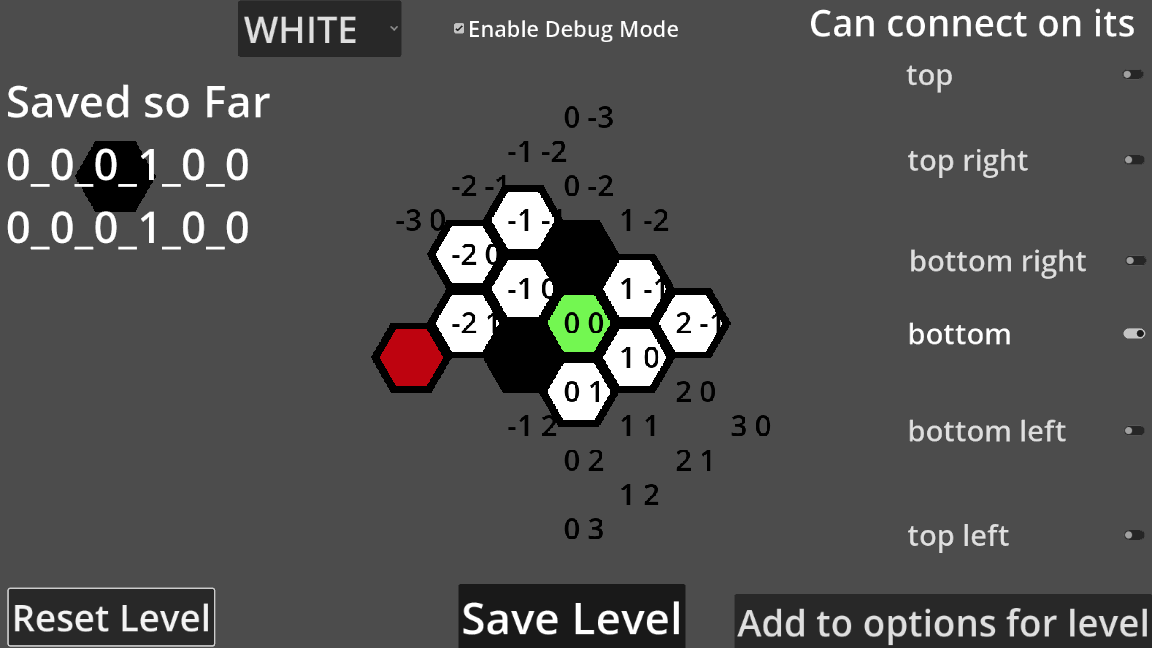 WHITE
Enable Debug Mode
Can connect on its
Saved so Far
0_0_0_1_0_0
0_0_0_1_0_0
top
top right
bottom right
bottom
bottom left
top left
0 -3
-1 -2
-2 -1
0 -2
-3 0
-1 -
1 -2
-2 0
-1 0
1 -1
-2 1
0 0
2 -1
1 0
0 1
2 0
-1 2
1 1
3 0
0 2
2 1
1 2
0 3
Reset Level
Save Level
Add to options for level